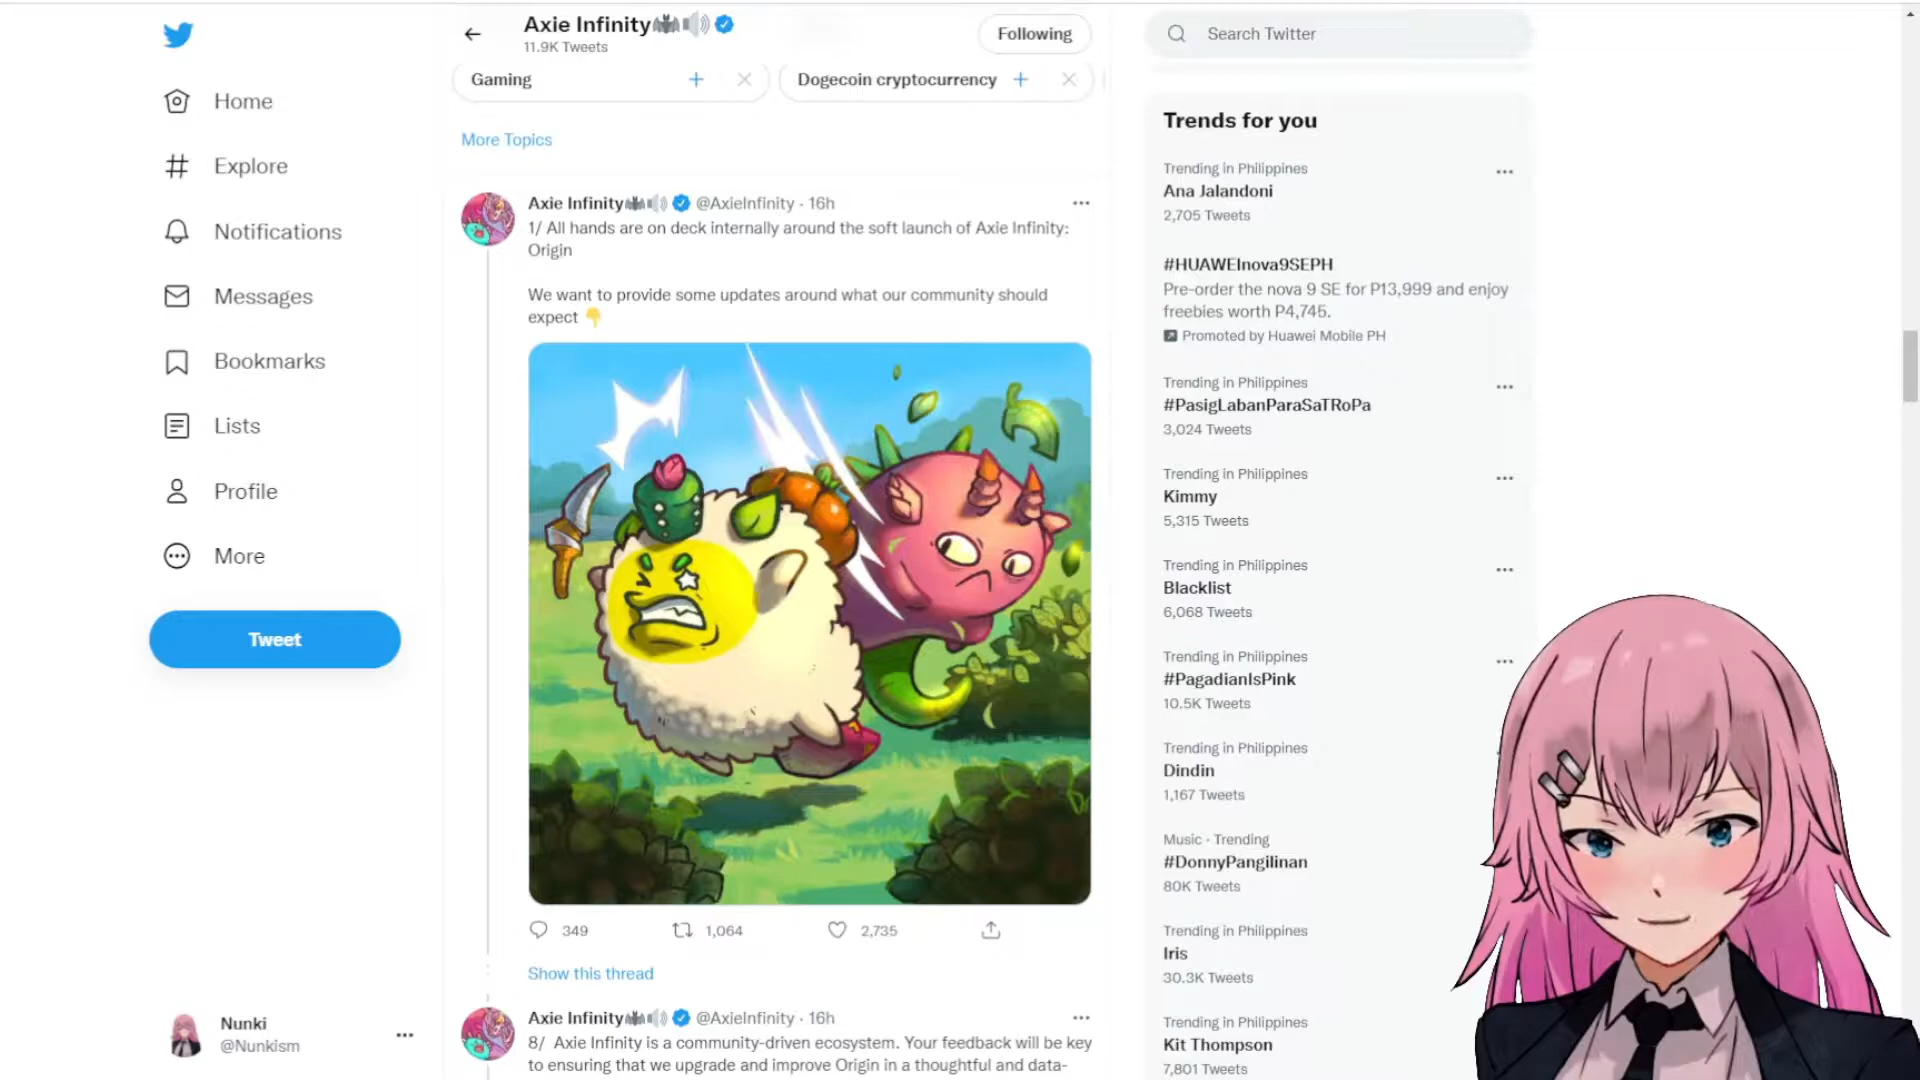 Home
Explore
Notifications
Messages
Bookmarks
Lists
Profile
More
Tweet
Nunki
@Nunkism
Axie Infinity
11.9K Tweets
Following
Gaming
Dogecoin cryptocurrency
More Topics
Axie Infinity @AxieInfinity · 16h
1/ All hands are on deck internally around the soft launch of Axie Infinity:
Origin
We want to provide some updates around what our community should
expect 👇
349 1,064 2,735
Show this thread
Axie Infinity @AxieInfinity · 16h
8/ Axie Infinity is a community-driven ecosystem. Your feedback will be key
to ensuring that we upgrade and improve Origin in a thoughtful and data-
Search Twitter
Trends for you
Trending in Philippines
Ana Jalandoni
2,705 Tweets
#HUAWEInova9SEPH
Pre-order the nova 9 SE for P13,999 and enjoy
freebies worth P4,745.
Promoted by Huawei Mobile PH
Trending in Philippines
#PasigLabanParaSaTRoPa
3,024 Tweets
Trending in Philippines
Kimmy
5,315 Tweets
Trending in Philippines
Blacklist
6,068 Tweets
Trending in Philippines
#PagadianIsPink
10.5K Tweets
Trending in Philippines
Dindin
1,167 Tweets
Music · Trending
#DonnyPangilinan
80K Tweets
Trending in Philippines
Iris
30.3K Tweets
Trending in Philippines
Kit Thompson
7,801 Tweets